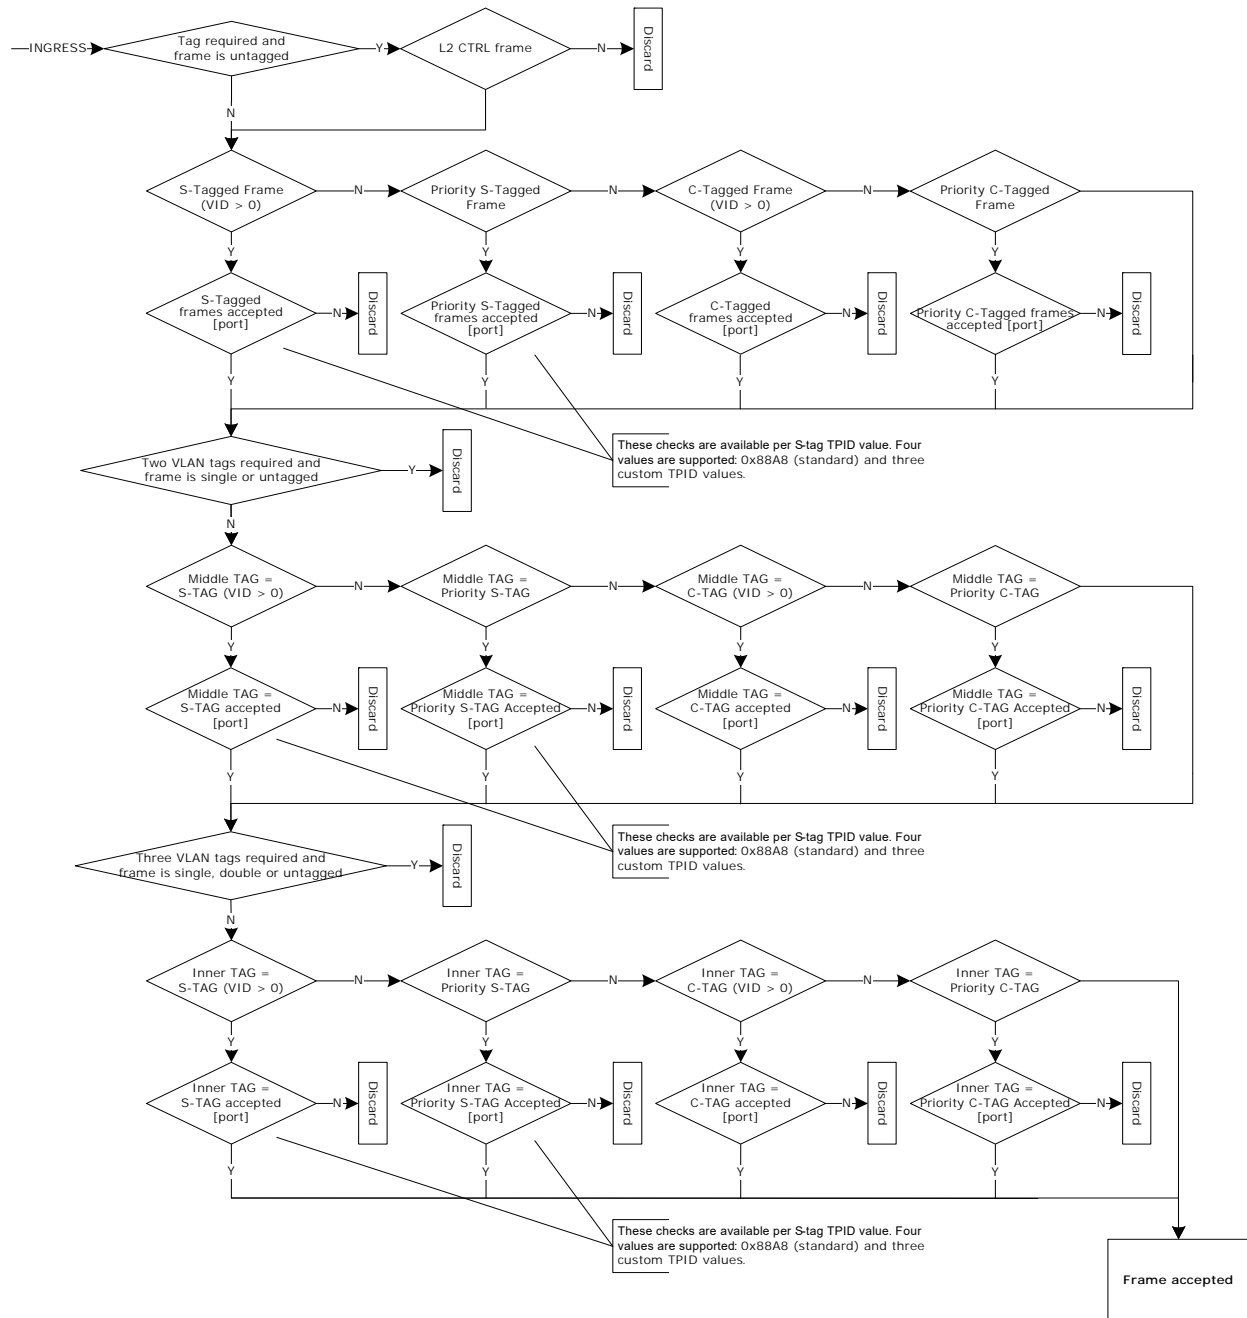 INGRESS
Tag required and
frame is untagged
Y
L2 CTRL frame
N
Discard
N
S-Tagged Frame
(VID > 0)
N
Priority S-Tagged
Frame
N
C-Tagged Frame
(VID > 0)
N
Priority C-Tagged
Frame
Y
Y
Y
Y
S-Tagged
frames accepted
[port]
N
Discard
Priority S-Tagged
frames accepted
[port]
N
Discard
C-Tagged
frames accepted
[port]
N
Discard
Priority C-Tagged frames
accepted [port]
N
Discard
Y
Y
Y
Y
These checks are available per S-tag TPID value. Four
values are supported: 0x88A8 (standard) and three
custom TPID values.
Two VLAN tags required and
frame is single or untagged
Y
Discard
N
Middle TAG =
S-TAG (VID > 0)
N
Middle TAG =
Priority S-TAG
N
Middle TAG =
C-TAG (VID > 0)
N
Middle TAG =
Priority C-TAG
Y
Y
Y
Y
Middle TAG =
S-TAG accepted
[port]
N
Discard
Middle TAG =
Priority S-TAG Accepted
[port]
N
Discard
Middle TAG =
C-TAG accepted
[port]
N
Discard
Middle TAG =
Priority C-TAG Accepted
[port]
N
Discard
Y
Y
Y
Y
These checks are available per S-tag TPID value. Four
values are supported: 0x88A8 (standard) and three
custom TPID values.
Three VLAN tags required and
frame is single, double or untagged
Y
Discard
N
Inner TAG =
S-TAG (VID > 0)
N
Inner TAG =
Priority S-TAG
N
Inner TAG =
C-TAG (VID > 0)
N
Inner TAG =
Priority C-TAG
Y
Y
Y
Y
Inner TAG =
S-TAG accepted
[port]
N
Discard
Inner TAG =
Priority S-TAG Accepted
[port]
N
Discard
Inner TAG =
C-TAG accepted
[port]
N
Discard
Inner TAG =
Priority C-TAG Accepted
[port]
N
Discard
Y
Y
Y
Y
These checks are available per S-tag TPID value. Four
values are supported: 0x88A8 (standard) and three
custom TPID values.
Frame accepted